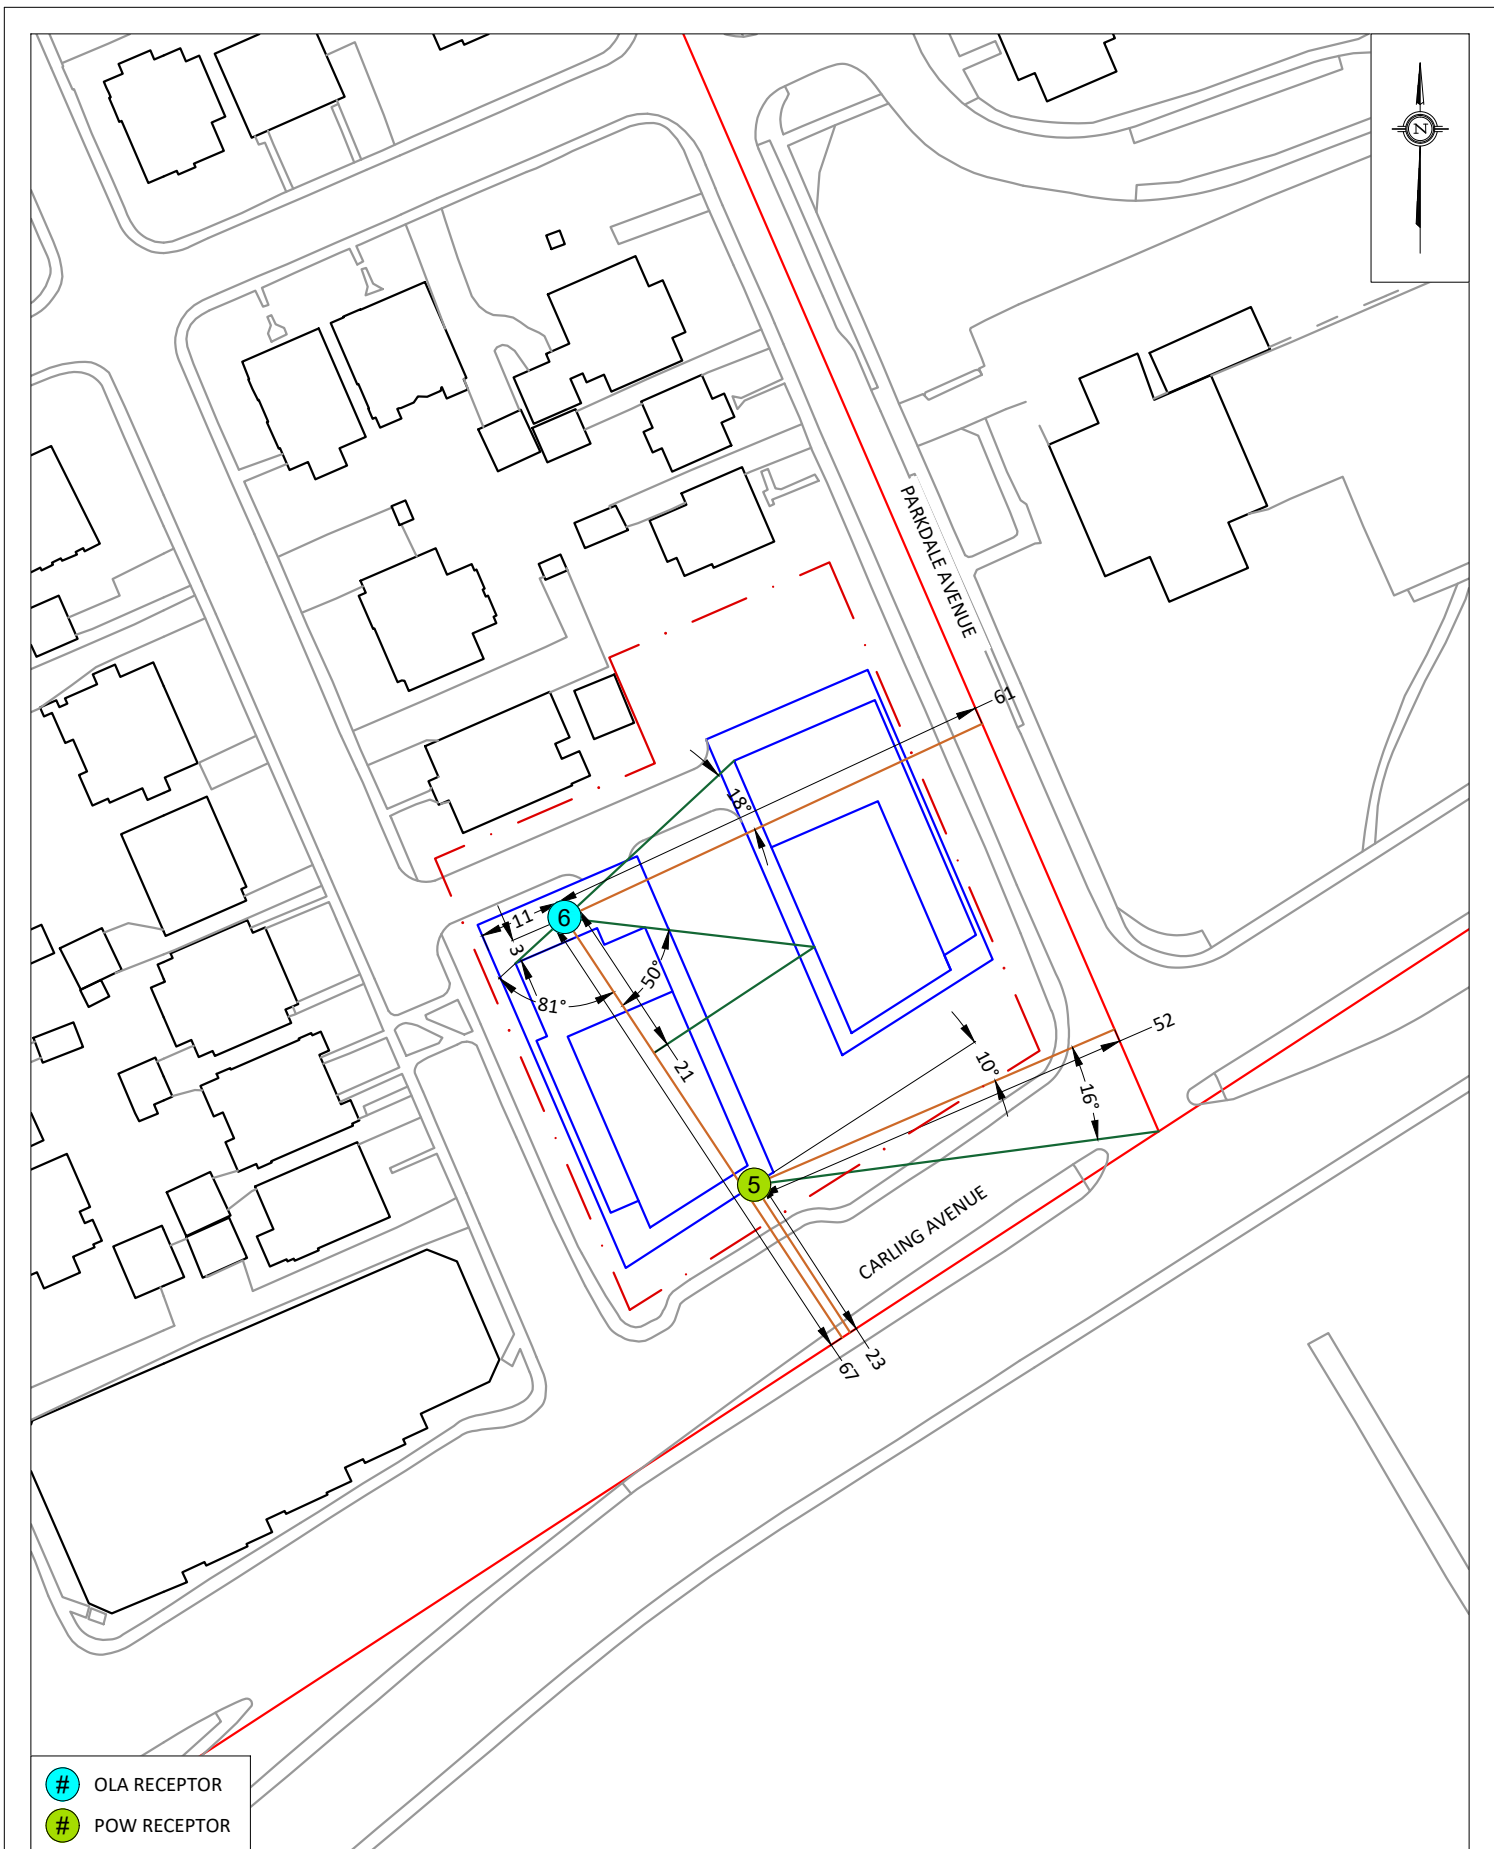 N
PARKDALE AVENUE
61
18°
11
6
3
50°
81°
21
52
10°
16°
5
CARLING AVENUE
23
67
# OLA RECEPTOR
# POW RECEPTOR